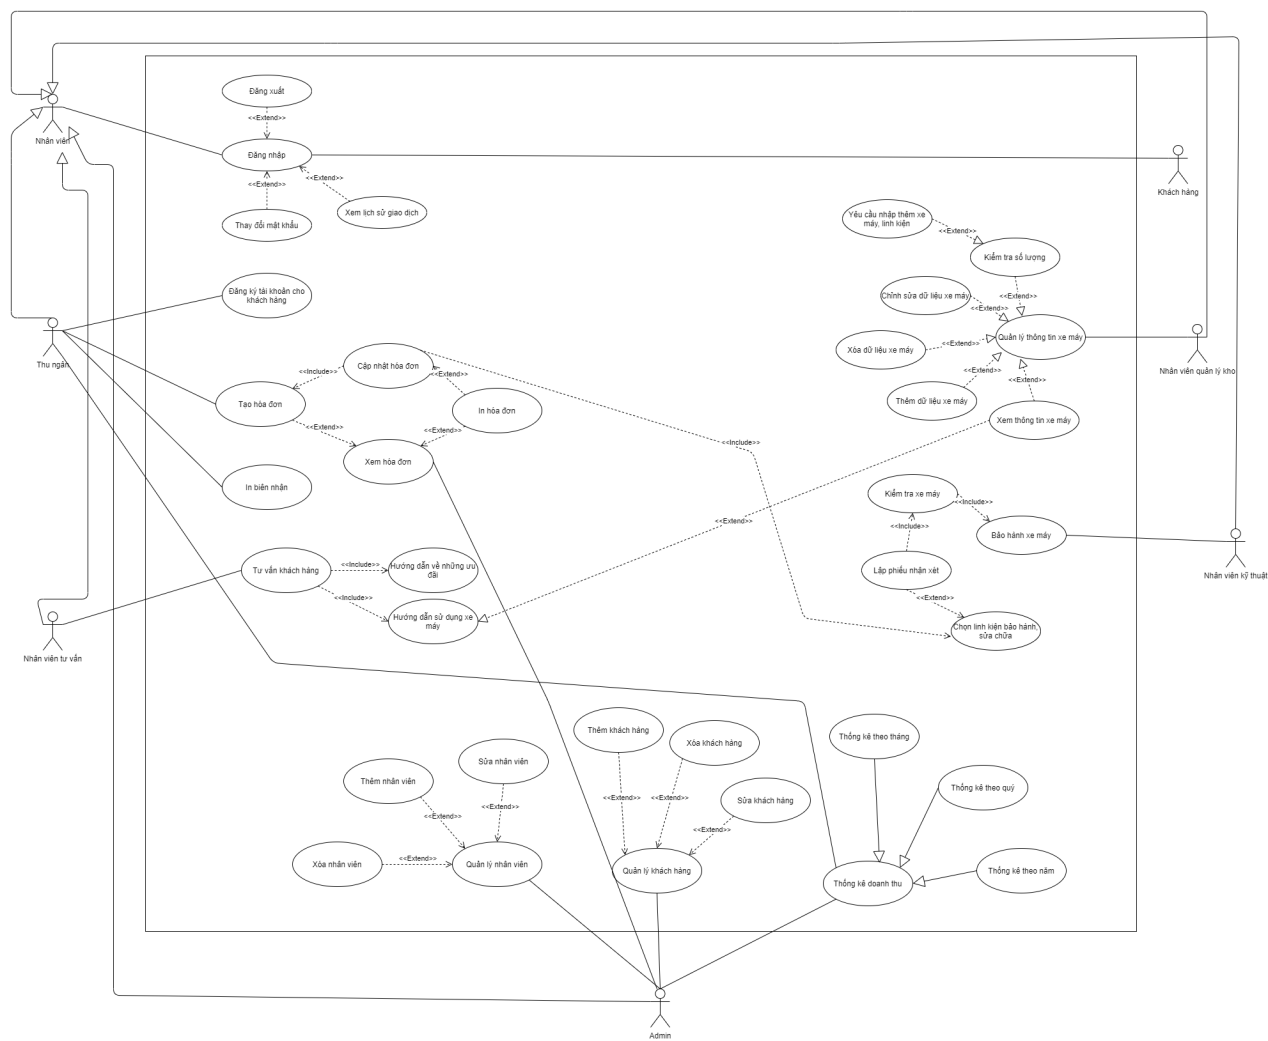 Đăng xuất
<<Extend>>
Nhân viên
Đăng nhập
<<Extend>>
<<Extend>>
Thay đổi mật khẩu
Xem lịch sử giao dịch
Khách hàng
Yêu cầu nhập thêm xe
máy, linh kiện
<<Extend>>
Kiểm tra số lượng
Đăng ký tài khoản cho
khách hàng
Chỉnh sửa dữ liệu xe máy
<<Extend>>
<<Extend>>
Quản lý thông tin xe máy
Xóa dữ liệu xe máy
<<Extend>>
<<Extend>>
<<Extend>>
Thêm dữ liệu xe máy
Xem thông tin xe máy
Nhân viên quản lý kho
Thu ngân
Cập nhật hóa đơn
<<Include>>
<<Extend>>
Tạo hóa đơn
In hóa đơn
<<Extend>>
<<Extend>>
<<Include>>
Xem hóa đơn
In biên nhận
Kiểm tra xe máy
<<Include>>
<<Extend>>
<<Include>>
Bảo hành xe máy
Lập phiếu nhận xét
Nhân viên kỹ thuật
Tư vấn khách hàng
<<Include>>
Hướng dẫn về những ưu
đãi
<<Include>>
<<Extend>>
Hướng dẫn sử dụng xe
máy
Chọn linh kiện bảo hành,
sửa chữa
Nhân viên tư vấn
Thêm khách hàng
Xóa khách hàng
Thống kê theo tháng
Thêm nhân viên
Sửa nhân viên
Thống kê theo quý
<<Extend>>
<<Extend>>
Sửa khách hàng
<<Extend>>
<<Extend>>
<<Extend>>
Xóa nhân viên
<<Extend>>
Quản lý nhân viên
Quản lý khách hàng
Thống kê theo năm
Thống kê doanh thu
Admin